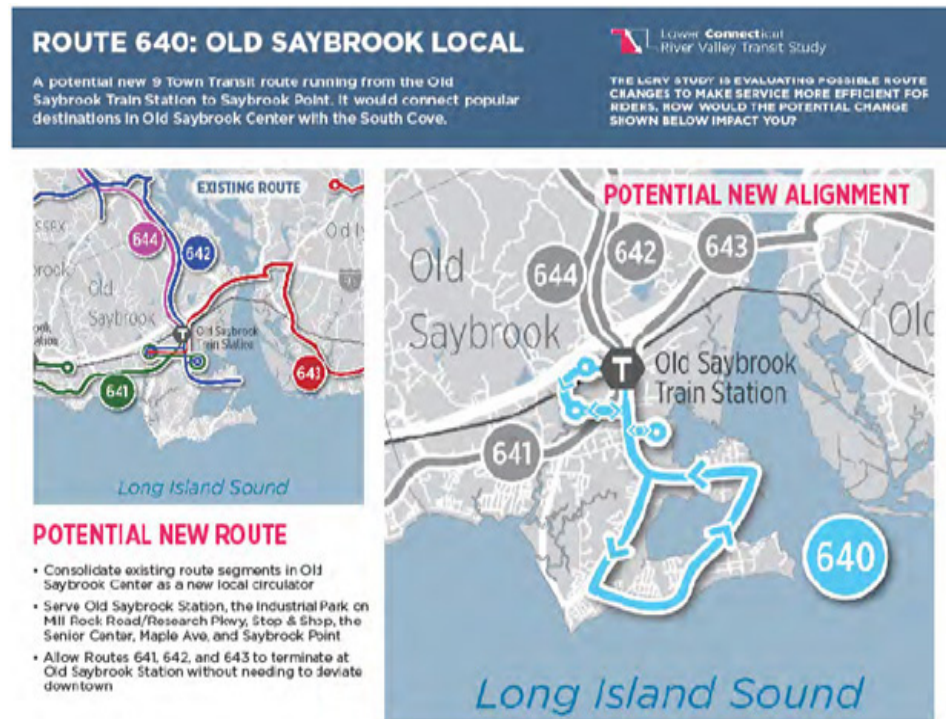 ROUTE 640: OLD SAYBROOK LOCAL
A potential new 9 Town Transit route running from the Old
Saybrook Train Station to Saybrook Point. It would connect popular
destinations in Old Saybrook Center with the South Cove.
Lower Connecticut
River Valley Transit Study
THE LCRV STUDY IS EVALUATING POSSIBLE ROUTE
CHANGES TO MAKE SERVICE MORE EFFICIENT FOR
RIDERS. HOW WOULD THE POTENTIAL CHANGE
SHOWN BELOW IMPACT YOU?
EXISTING ROUTE
644
642
Old
Saybrook
T
Old Saybrook
Train Station
641
643
Long Island Sound
POTENTIAL NEW ROUTE
• Consolidate existing route segments in Old
Saybrook Center as a new local circulator
• Serve Old Saybrook Station, the Industrial Park on
Mill Rock Road/Research Pkwy, Stop & Shop, the
Senior Center, Maple Ave, and Saybrook Point
• Allow Routes 641, 642, and 643 to terminate at
Old Saybrook Station without needing to deviate
downtown
POTENTIAL NEW ALIGNMENT
644
642
643
Old
Saybrook
Old
T
Old Saybrook
Train Station
641
640
Long Island Sound